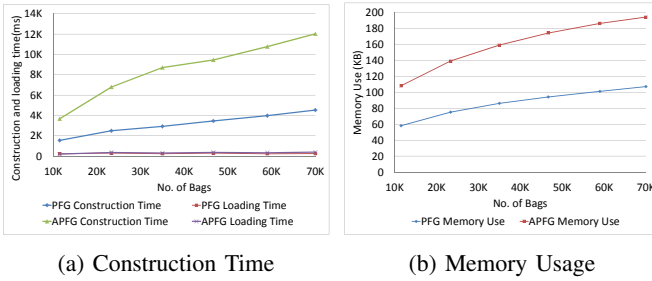 14K
12K
10K
8K
6K
4K
2K
0
Construction and loading time(ms)
10K 20K 30K 40K 50K 60K 70K
No. of Bags
PFG Construction Time
PFG Loading Time
APFG Construction Time
APFG Loading Time
(a) Construction Time
200
180
160
140
120
100
80
60
40
20
0
Memory Use (KB)
10K 20K 30K 40K 50K 60K 70K
No. of Bags
PFG Memory Use
APFG Memory Use
(b) Memory Usage